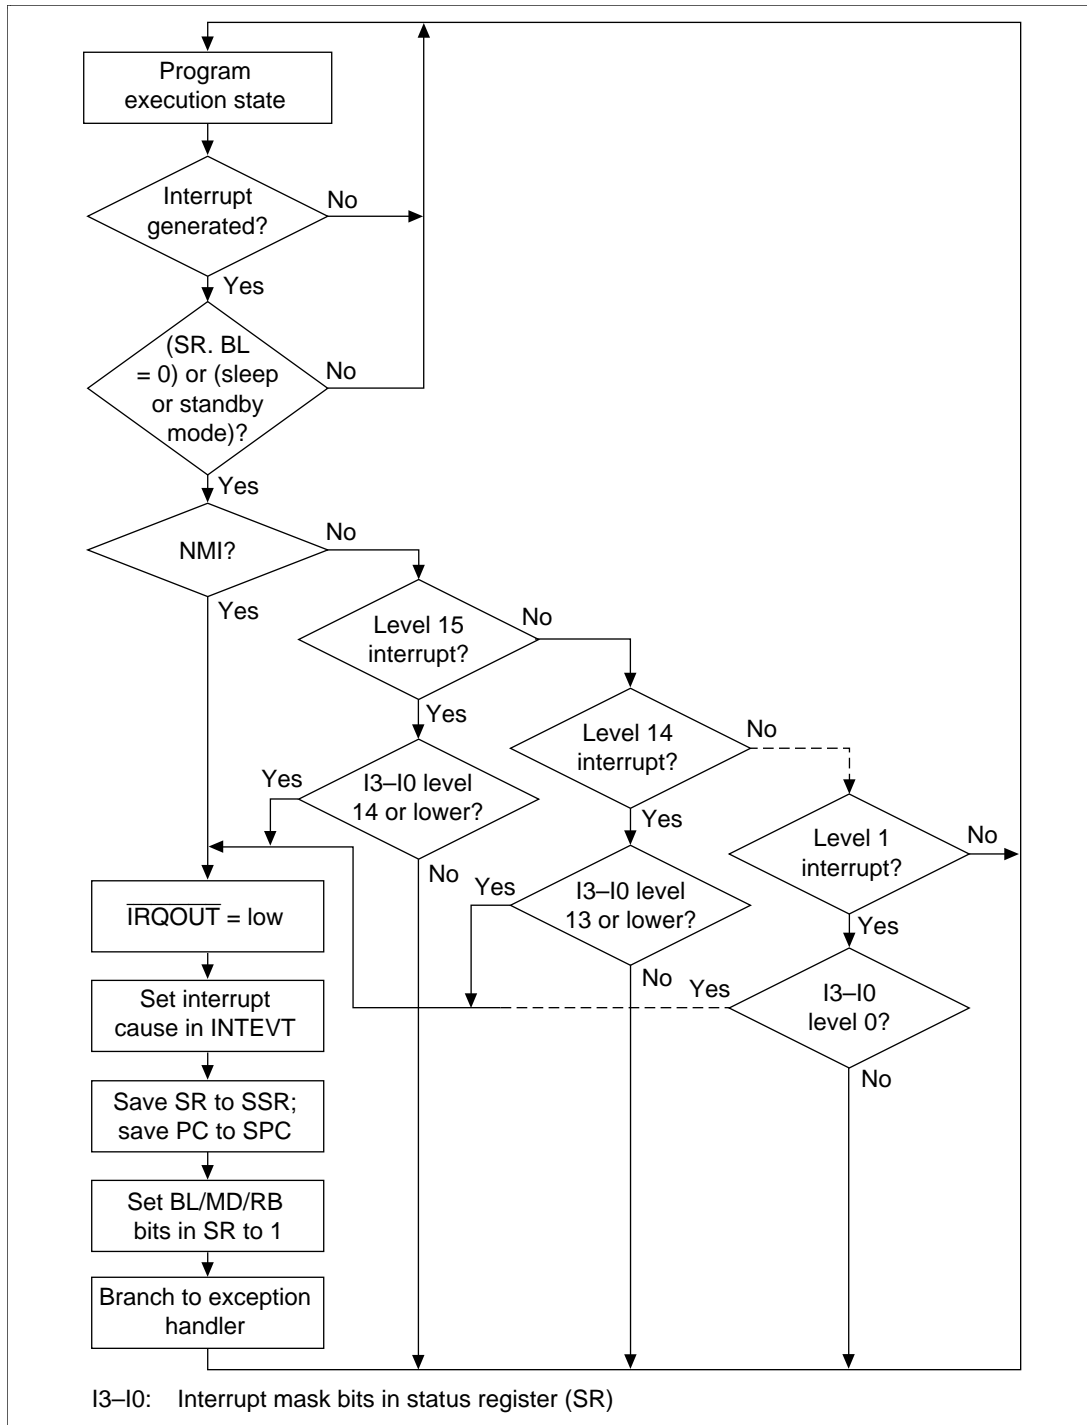 Program
execution state
Interrupt
generated?
No
Yes
(SR. BL
= 0) or (sleep
or standby
mode)?
No
Yes
NMI?
No
Yes
Level 15
interrupt?
No
Yes
Level 14
interrupt?
No
I3–I0 level
14 or lower?
Yes
No
Yes
Level 1
interrupt?
No
I3–I0 level
13 or lower?
Yes
No
Yes
I3–I0
level 0?
Yes
No
IRQOUT = low
Set interrupt
cause in INTEVT
Save SR to SSR;
save PC to SPC
Set BL/MD/RB
bits in SR to 1
Branch to exception
handler
I3–I0: Interrupt mask bits in status register (SR)